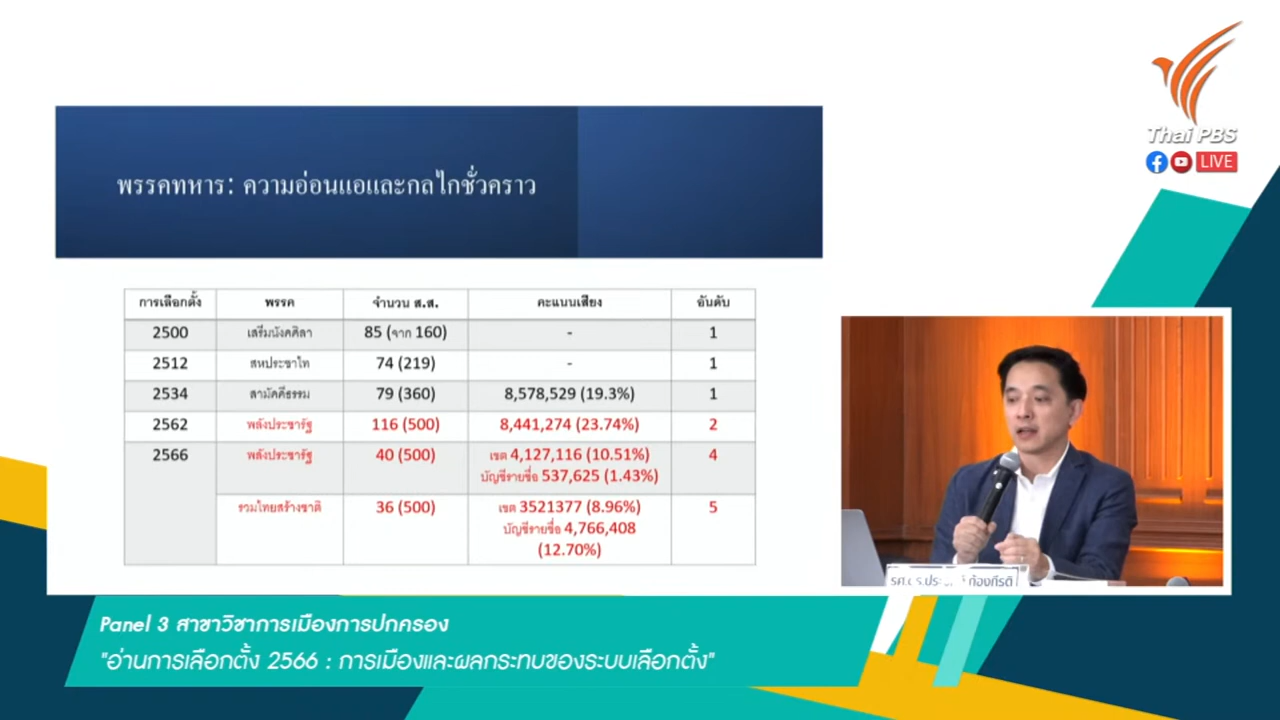 Thai PBS
LIVE
พรรคทหาร: ความอ่อนแอและกลไกชั่วคราว
การเลือกตั้ง พรรค จำนวน ส.ส. คะแนนเสียง อันดับ
2500 เสรีมนังคศิลา 85 (จาก 160) - 1
2512 สหประชาไท 74 (219) - 1
2534 สามัคคีธรรม 79 (360) 8,578,529 (19.3%) 1
2562 พลังประชารัฐ 116 (500) 8,441,274 (23.74%) 2
2566 พลังประชารัฐ 40 (500) เขต 4,127,116 (10.51%) 4
บัญชีรายชื่อ 537,625 (1.43%)
รวมไทยสร้างชาติ 36 (500) เขต 3521377 (8.96%) 5
บัญชีรายชื่อ 4,766,408
(12.70%)
ก้องกีรติ
Panel 3 สาขาวิชาการเมืองการปกครอง
"อ่านการเลือกตั้ง 2566 : การเมืองและผลกระทบของระบบเลือกตั้ง"